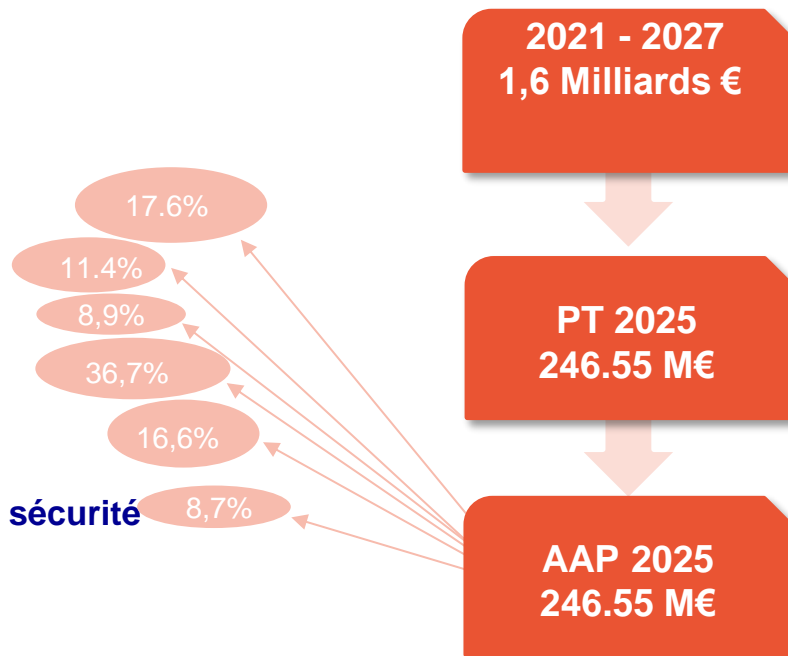 2021 - 2027
1,6 Milliards €
17.6%
11.4%
8,9%
36,7%
16,6%
sécurité 8,7%
PT 2025
246.55 M€
AAP 2025
246.55 M€